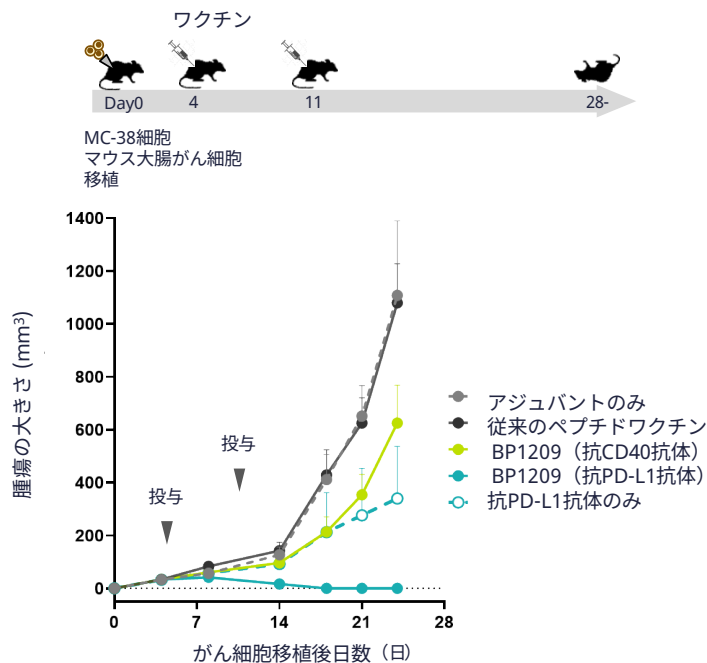 ワクチン
Day0
4
11
28-
MC-38細胞
マウス大腸がん細胞
移植
1400
1200
1000
800
600
400
200
0
腫瘍の大きさ (mm³)
投与
投与
0
7
14
21
28
がん細胞移植後日数（日）
アジュバントのみ
従来のペプチドワクチン
BP1209（抗CD40抗体）
BP1209（抗PD-L1抗体）
抗PD-L1抗体のみ